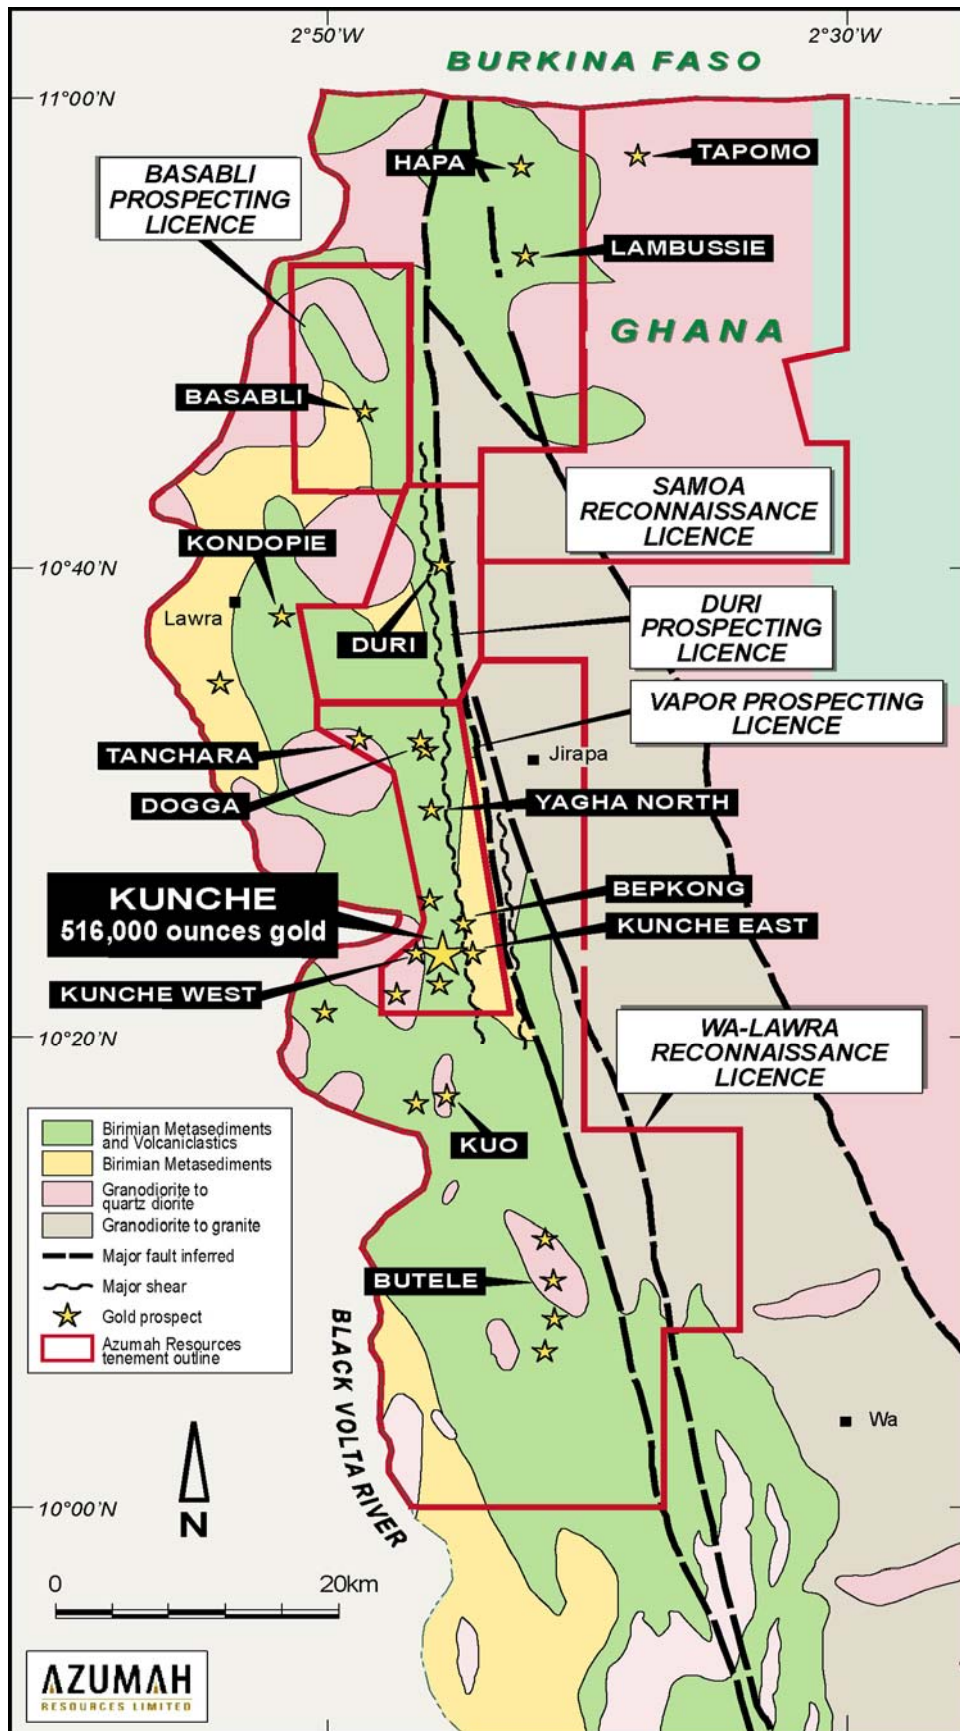 2°50'W
2°30'W
BURKINA FASO
11°00'N
HAPA
TAPOMO
BASABLI
PROSPECTING
LICENCE
LAMBUSSIE
GHANA
BASABLI
SAMOA
RECONNAISSANCE
LICENCE
KONDOPIE
10°40'N
Lawra
DURI
DURI
PROSPECTING
LICENCE
VAPOR PROSPECTING
LICENCE
TANCHARA
Jirapa
DOGGA
YAGHA NORTH
KUNCHE
516,000 ounces gold
BEPKONG
KUNCHE EAST
KUNCHE WEST
10°20'N
WA-LAWRA
RECONNAISSANCE
LICENCE
KUO
Birimian Metasediments
and Volcaniclastics
Birimian Metasediments
Granodiorite to
quartz diorite
Granodiorite to granite
Major fault inferred
Major shear
Gold prospect
Azumah Resources
tenement outline
BUTELE
BLACK VOLTA RIVER
Wa
10°00'N
N
0
20km
AZUMAH
RESOURCES LIMITED